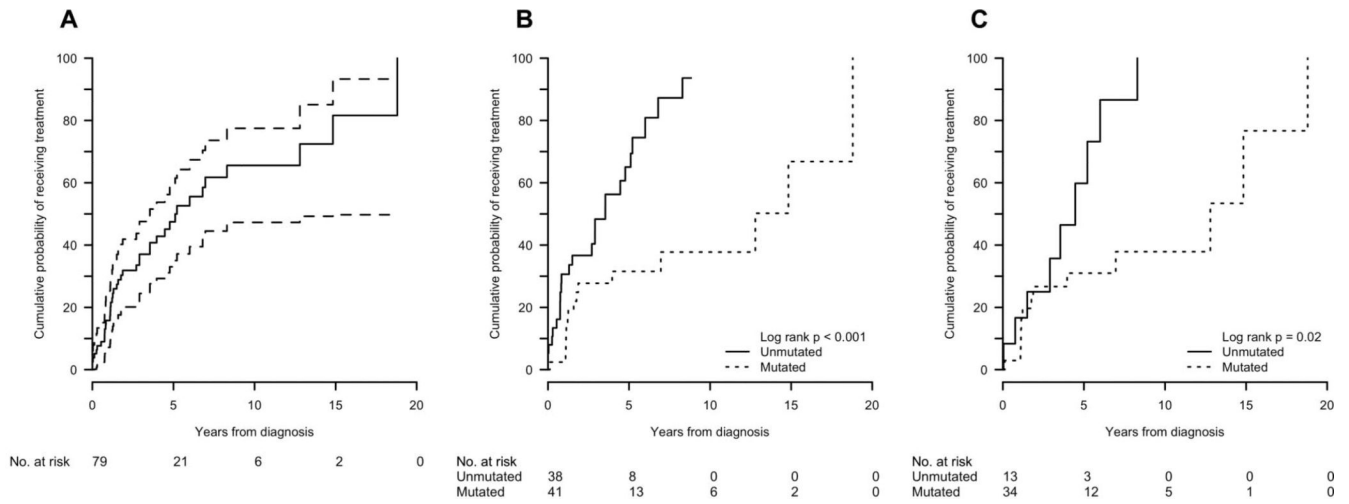 A
B
C
Cumulative probability of receiving treatment
100
80
60
40
20
0
0 5 10 15 20
Years from diagnosis
No. at risk 79 21 6 2 0
Cumulative probability of receiving treatment
100
80
60
40
20
0
Log rank p < 0.001
Unmutated
Mutated
0 5 10 15 20
Years from diagnosis
No. at risk
Unmutated 38 8 0 0 0
Mutated 41 13 6 2 0
Cumulative probability of receiving treatment
100
80
60
40
20
0
Log rank p = 0.02
Unmutated
Mutated
0 5 10 15 20
Years from diagnosis
No. at risk
Unmutated 13 3 0 0 0
Mutated 34 12 5 1 0